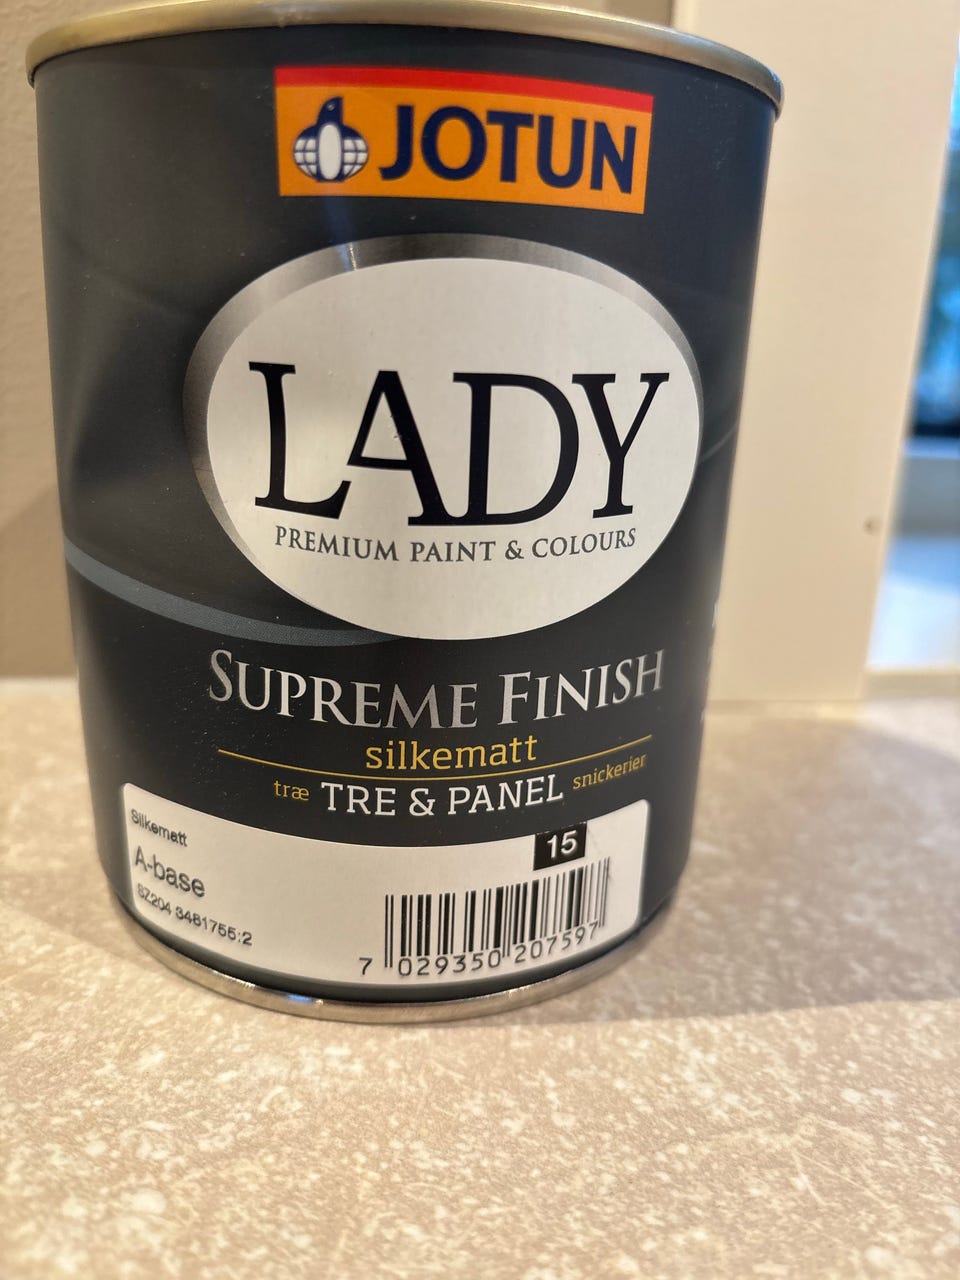 JOTUN
LADY
PREMIUM PAINT & COLOURS
SUPREME FINISH
silkematt
træ TRE & PANEL snickerier
Silkematt
15
A-base
SZ204 3481755:2
7 029350 207597